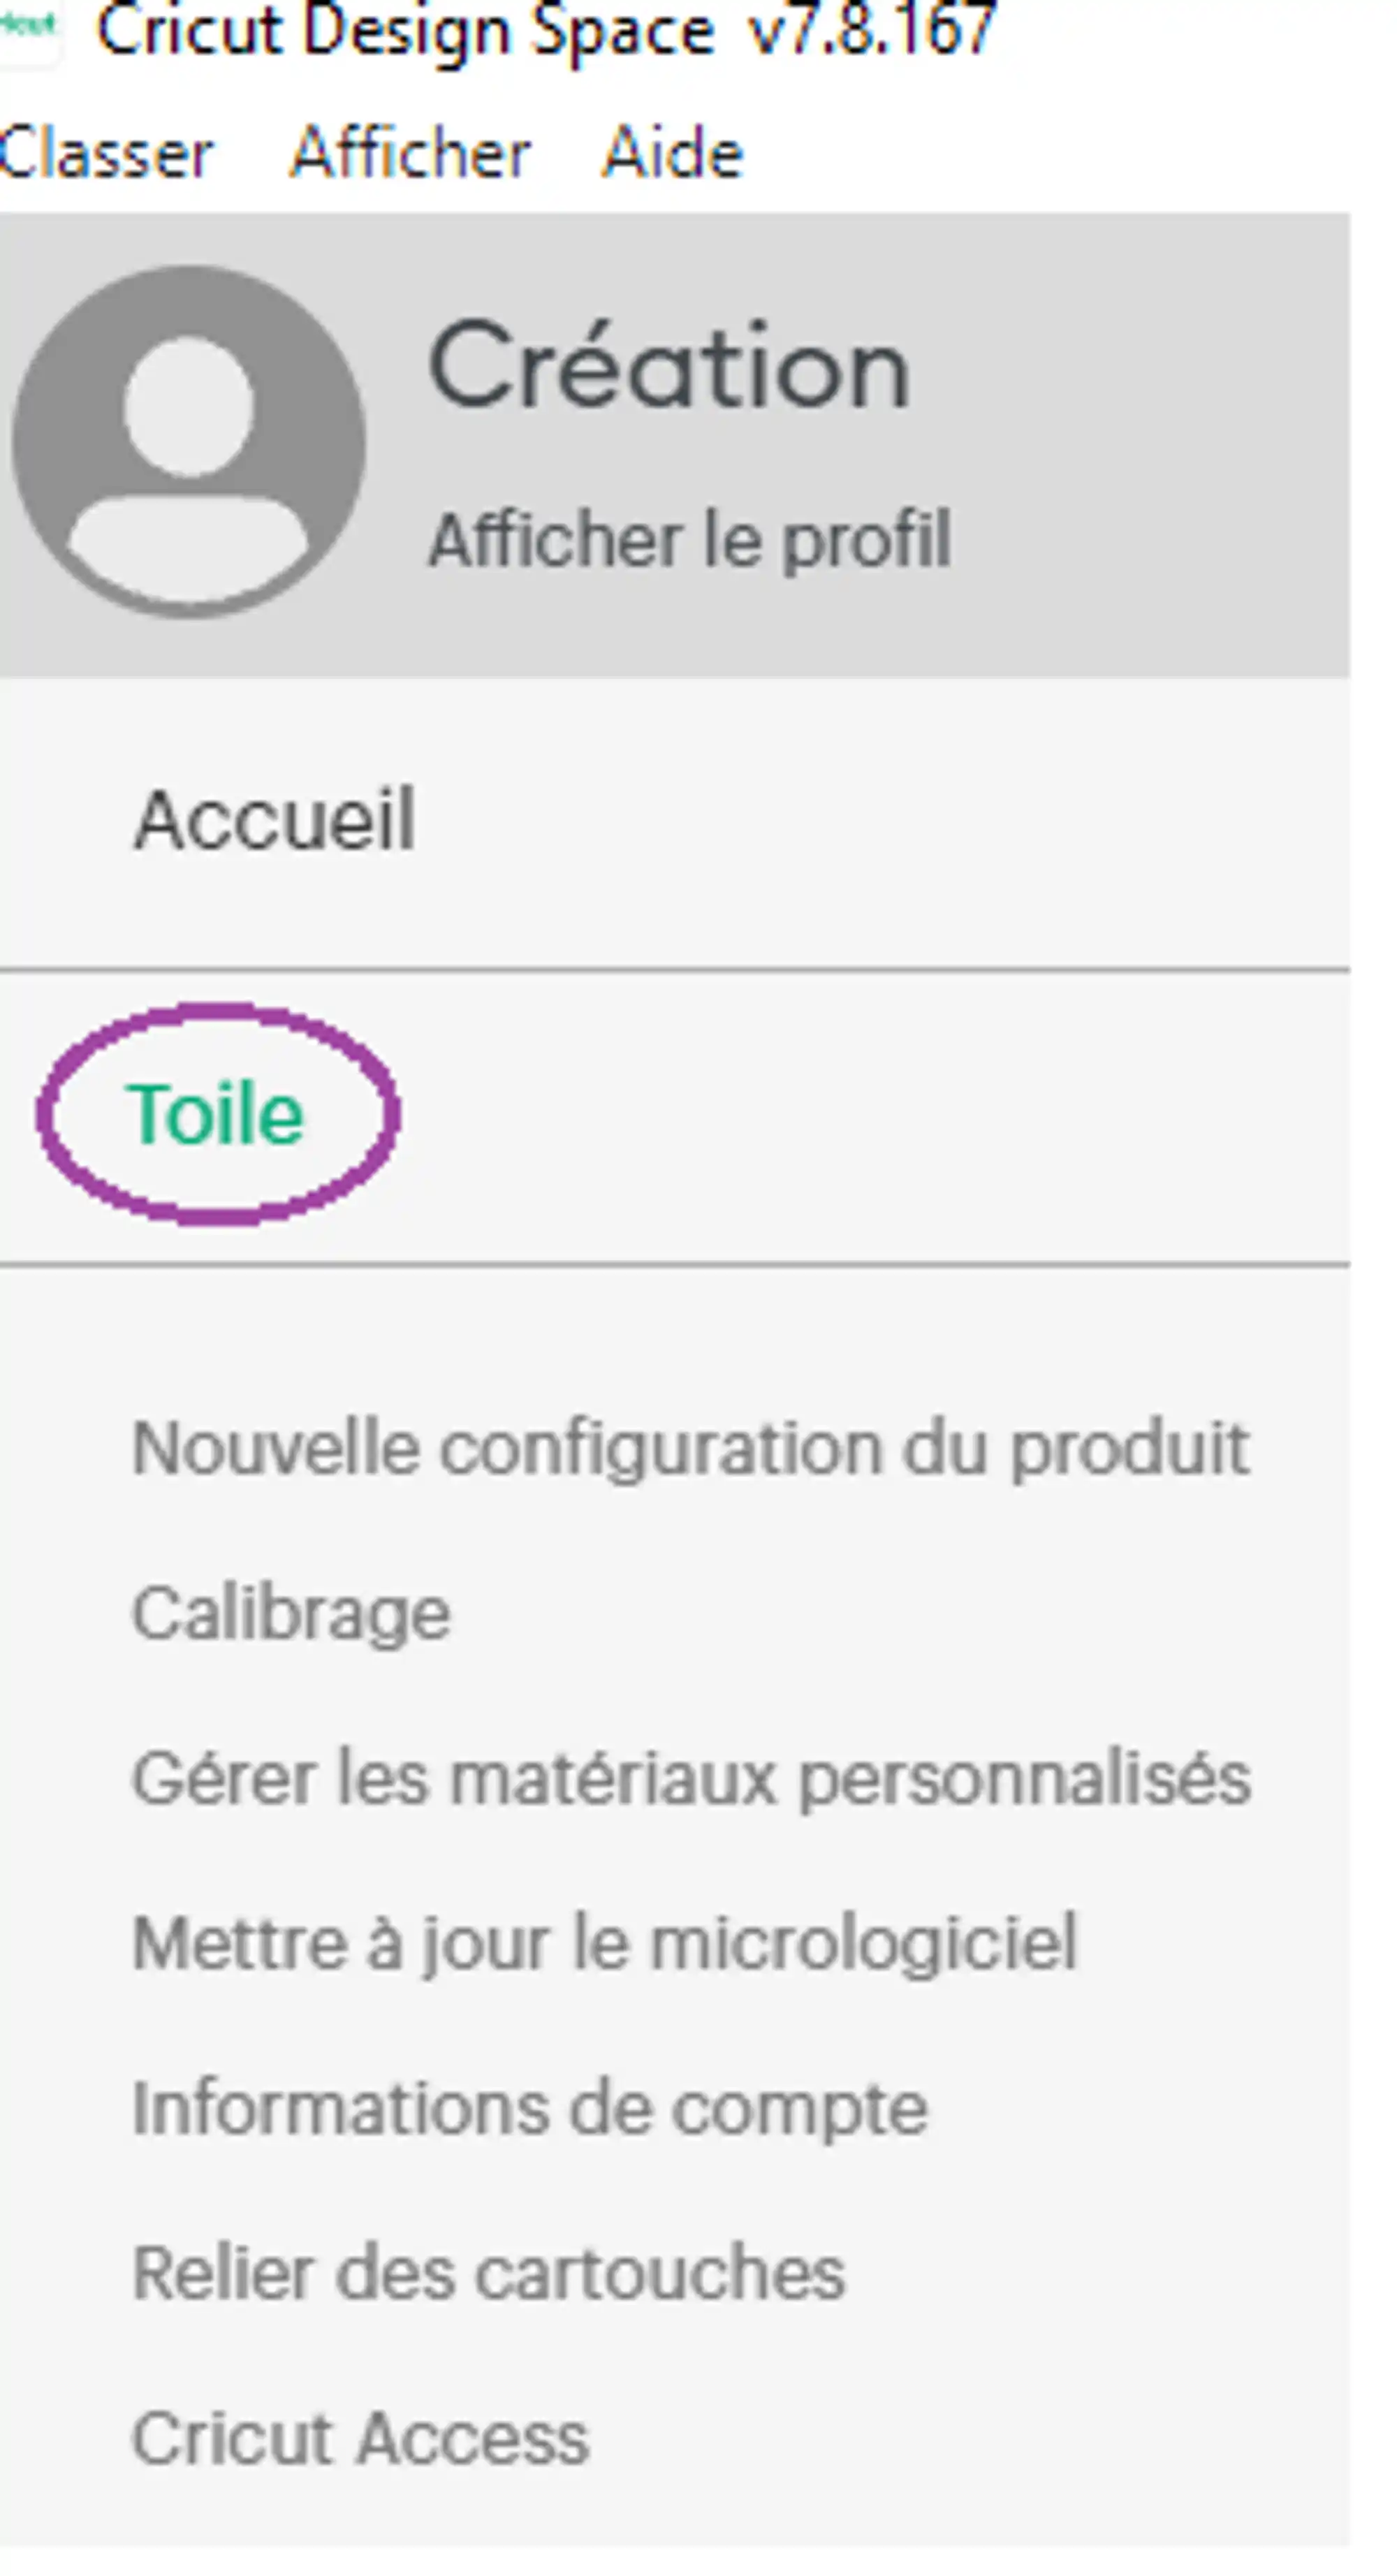 Cricut Design Space v7.8.167
Classer Afficher Aide
Création
Afficher le profil
Accueil
Toile
Nouvelle configuration du produit
Calibrage
Gérer les matériaux personnalisés
Mettre à jour le micrologiciel
Informations de compte
Relier des cartouches
Cricut Access